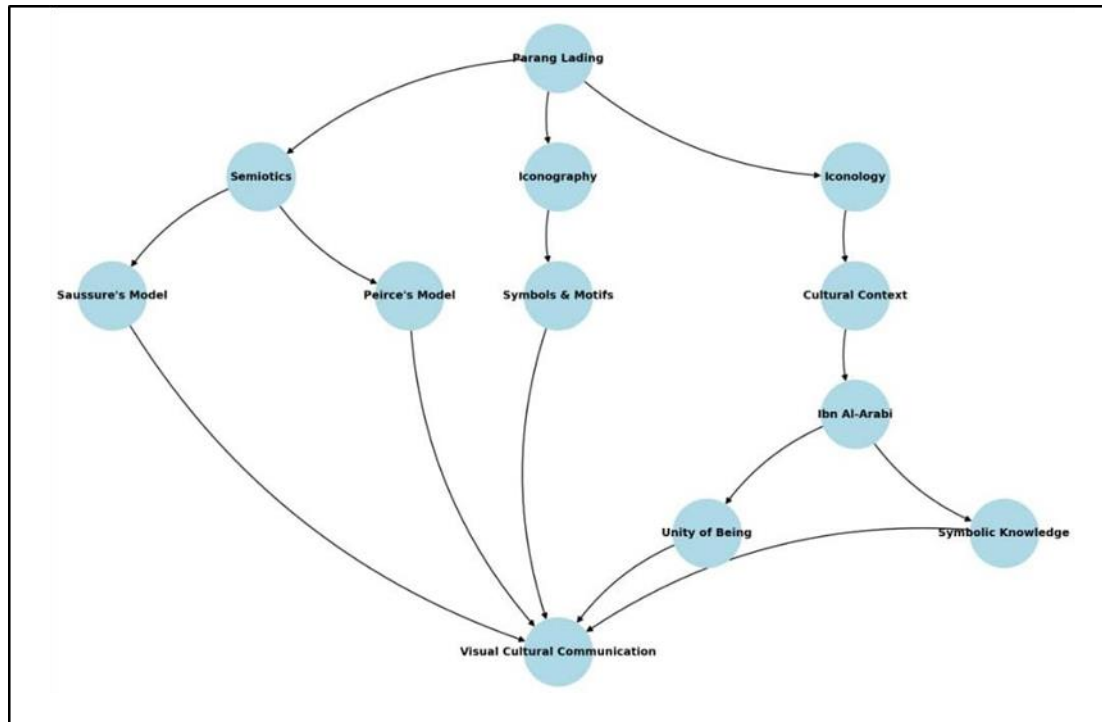 Parang Lading
Semiotics
Iconography
Iconology
Saussure's Model
Peirce's Model
Symbols & Motifs
Cultural Context
Ibn Al-Arabi
Unity of Being
Symbolic Knowledge
Visual Cultural Communication